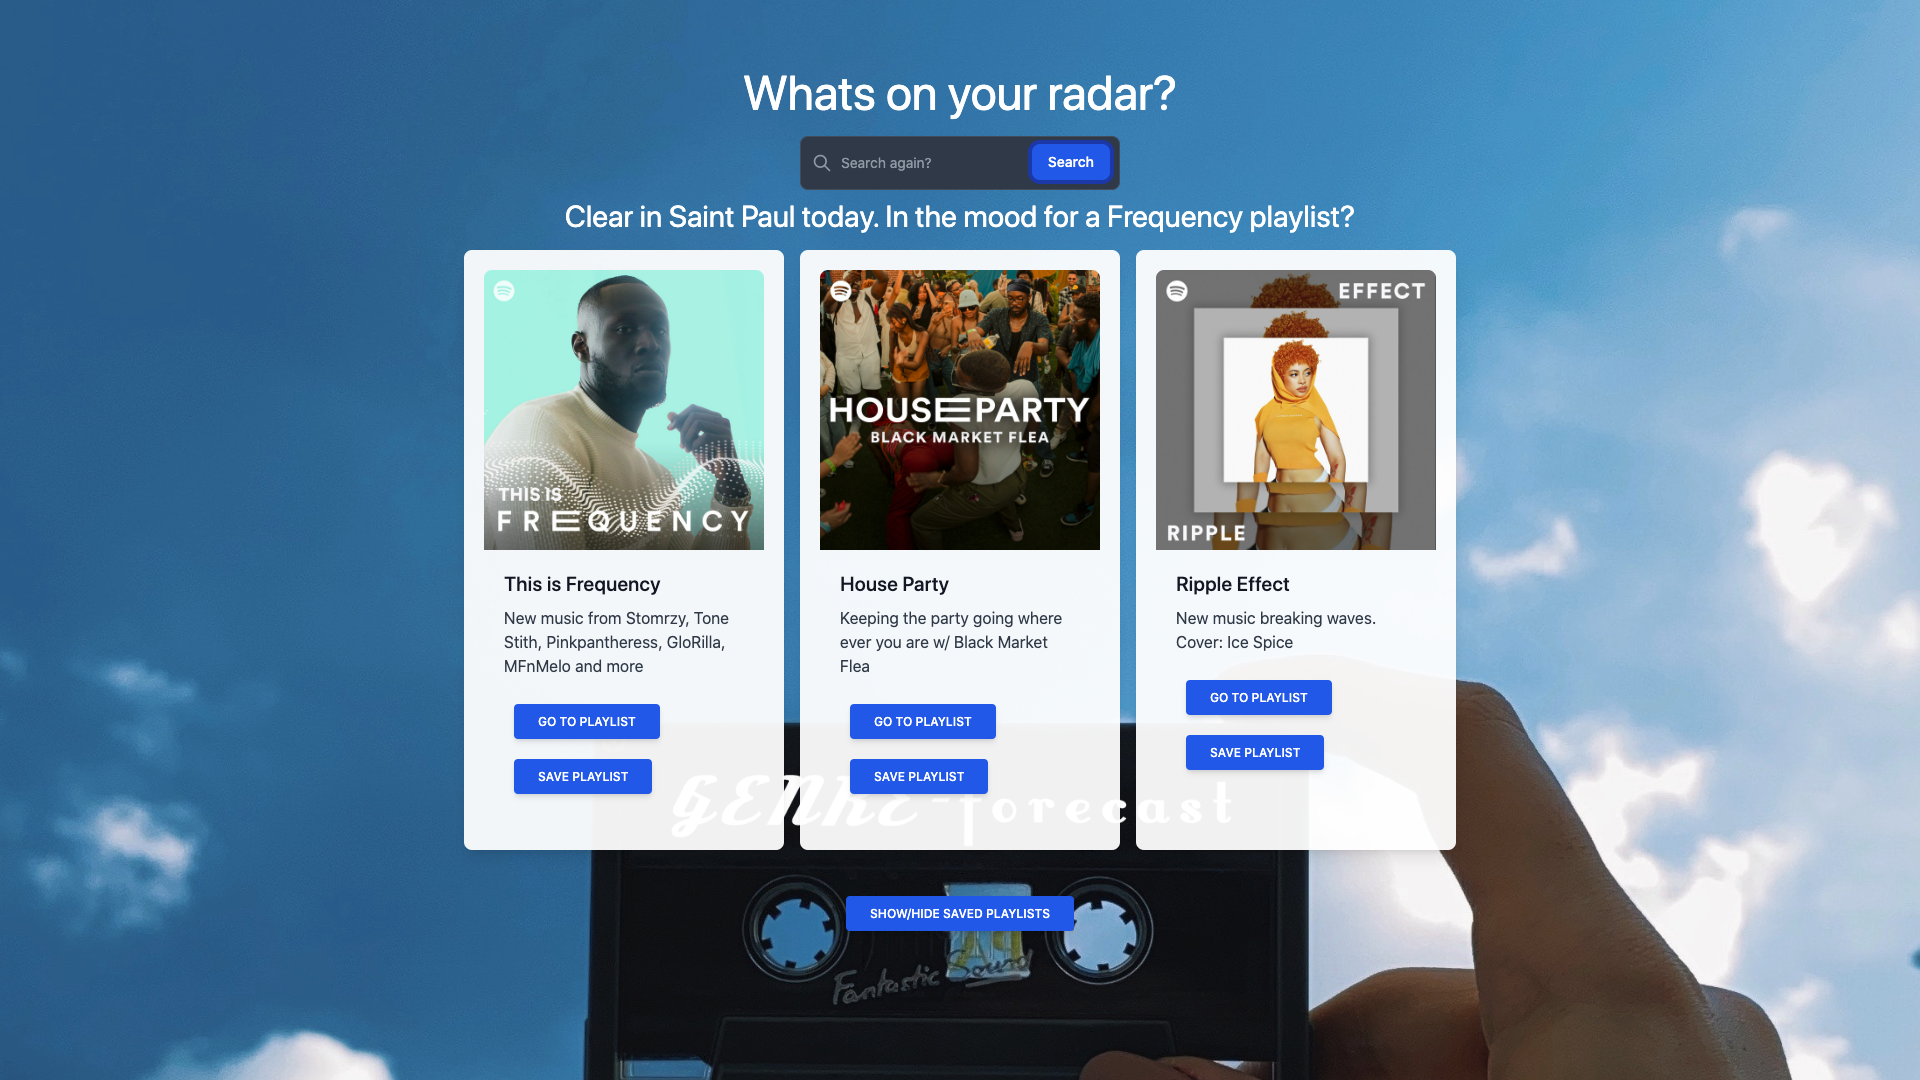 Whats on your radar?
Search again?
Search
Clear in Saint Paul today. In the mood for a Frequency playlist?
THIS IS
FREQUENCY
This is Frequency
New music from Stomrzy, Tone
Stith, Pinkpantheress, GloRilla,
MFnMelo and more
GO TO PLAYLIST
SAVE PLAYLIST
HOUSE PARTY
BLACK MARKET FLEA
House Party
Keeping the party going where
ever you are w/ Black Market
Flea
GO TO PLAYLIST
SAVE PLAYLIST
EFFECT
RIPPLE
Ripple Effect
New music breaking waves.
Cover: Ice Spice
GO TO PLAYLIST
SAVE PLAYLIST
GENRE-forecast
SHOW/HIDE SAVED PLAYLISTS
Fantastic Sound